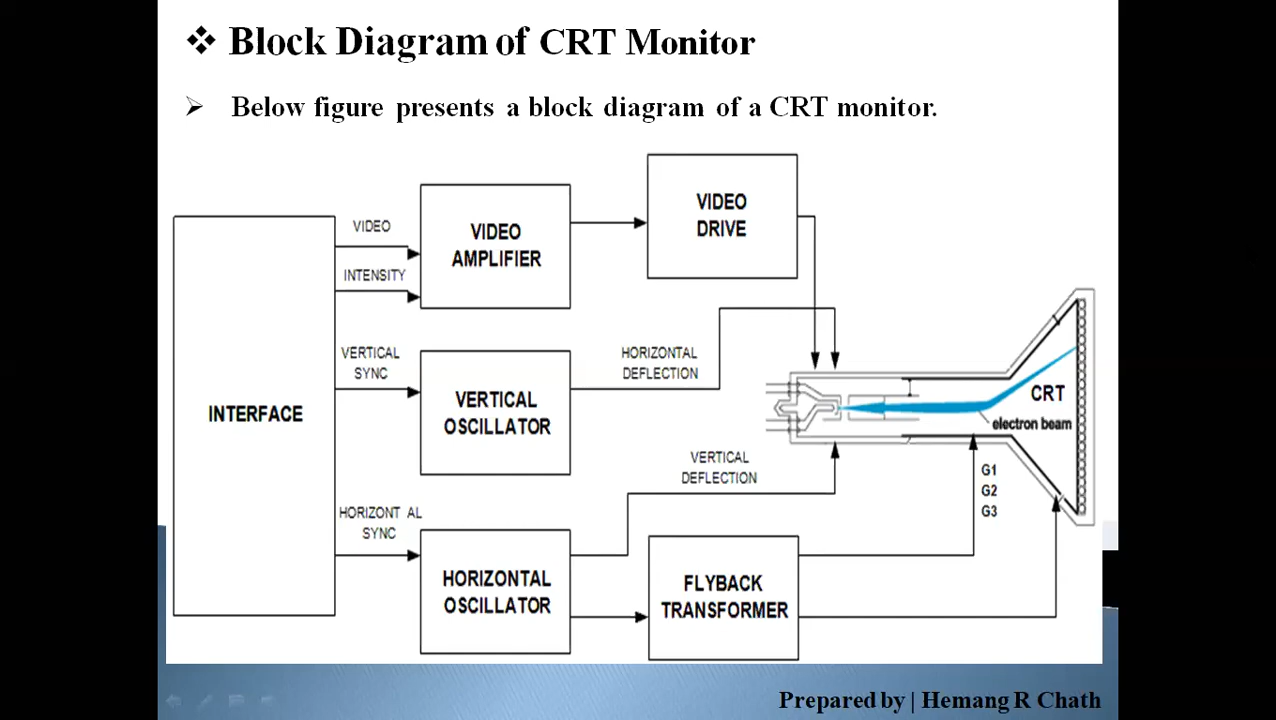 ❖ Block Diagram of CRT Monitor
➢ Below figure presents a block diagram of a CRT monitor.
VIDEO
DRIVE
VIDEO
VIDEO
AMPLIFIER
INTENSITY
VERTICAL
SYNC
HORIZONTAL
DEFLECTION
INTERFACE
VERTICAL
OSCILLATOR
CRT
electron beam
VERTICAL
DEFLECTION
G1
G2
G3
HORIZONT AL
SYNC
HORIZONTAL
OSCILLATOR
FLYBACK
TRANSFORMER
Prepared by | Hemang R Chath